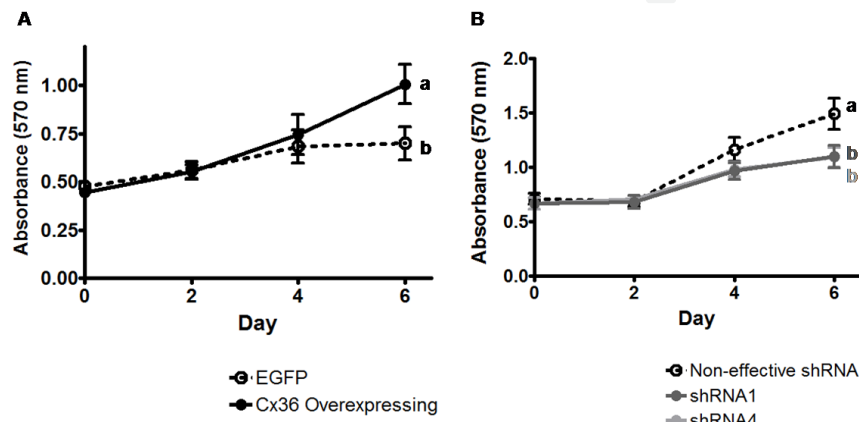 A
Absorbance (570 nm)
1.00
0.75
0.50
0.25
0.00
0
2
4
6
Day
a
b
EGFP
Cx36 Overexpressing
B
Absorbance (570 nm)
2.0
1.5
1.0
0.5
0.0
0
2
4
6
Day
a
b
b
Non-effective shRNA
shRNA1
shRNA4